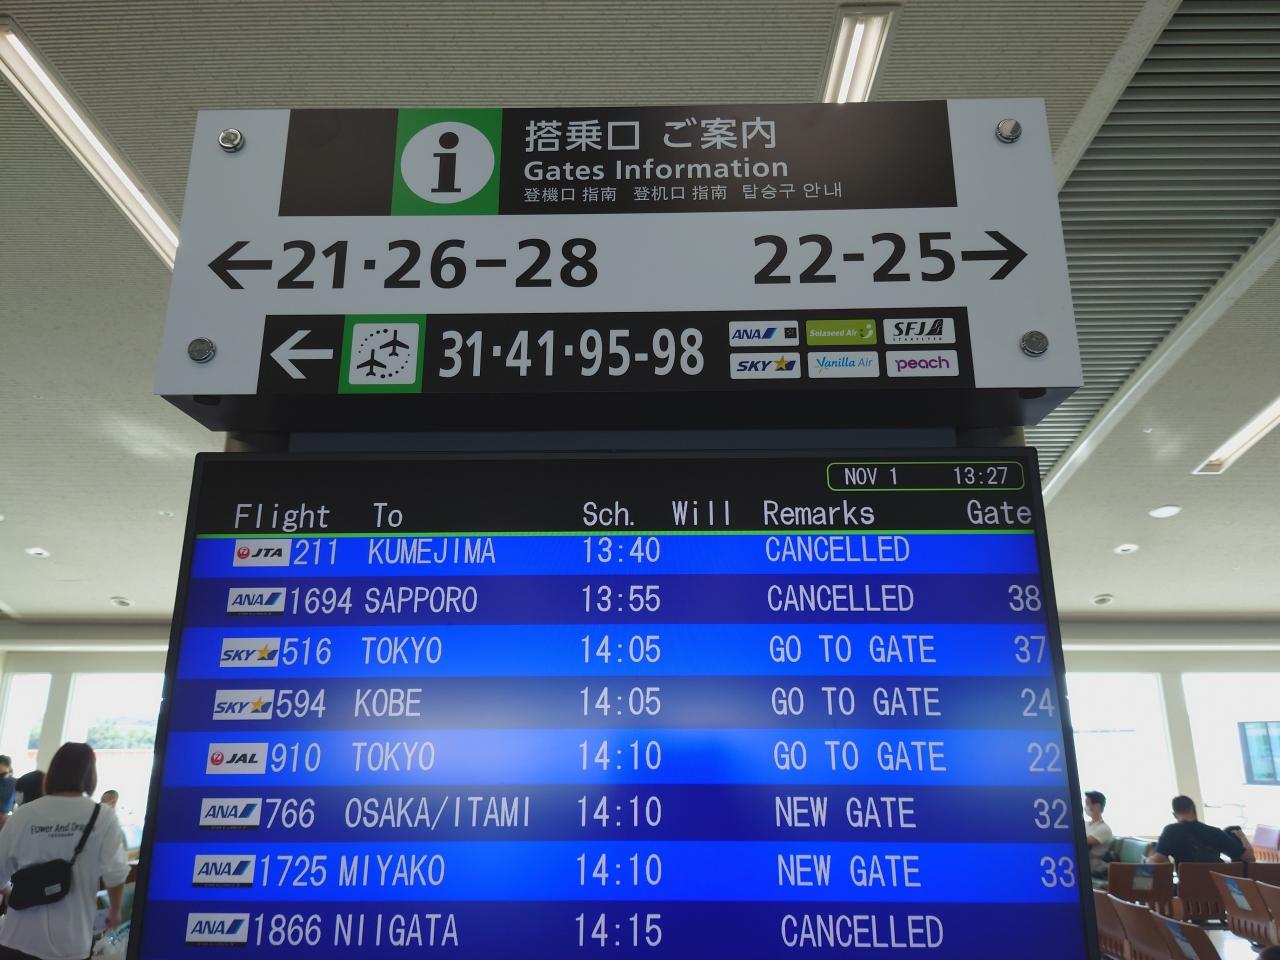 搭乗口 ご案内
Gates Information
登機口 指南 登机口 指南 탑승구 안내
←21·26-28 22-25→
← 31·41·95-98 ANA Solaseed Air SFJ STARFLYER
SKY Vanilla Air peach
NOV 1 13:27
Flight To Sch. Will Remarks Gate
JTA 211 KUMEJIMA 13:40 CANCELLED
ANA 1694 SAPPORO 13:55 CANCELLED 38
SKY 516 TOKYO 14:05 GO TO GATE 37
SKY 594 KOBE 14:05 GO TO GATE 24
JAL 910 TOKYO 14:10 GO TO GATE 22
ANA 766 OSAKA/ITAMI 14:10 NEW GATE 32
ANA 1725 MIYAKO 14:10 NEW GATE 33
ANA 1866 NIIGATA 14:15 CANCELLED
Power And